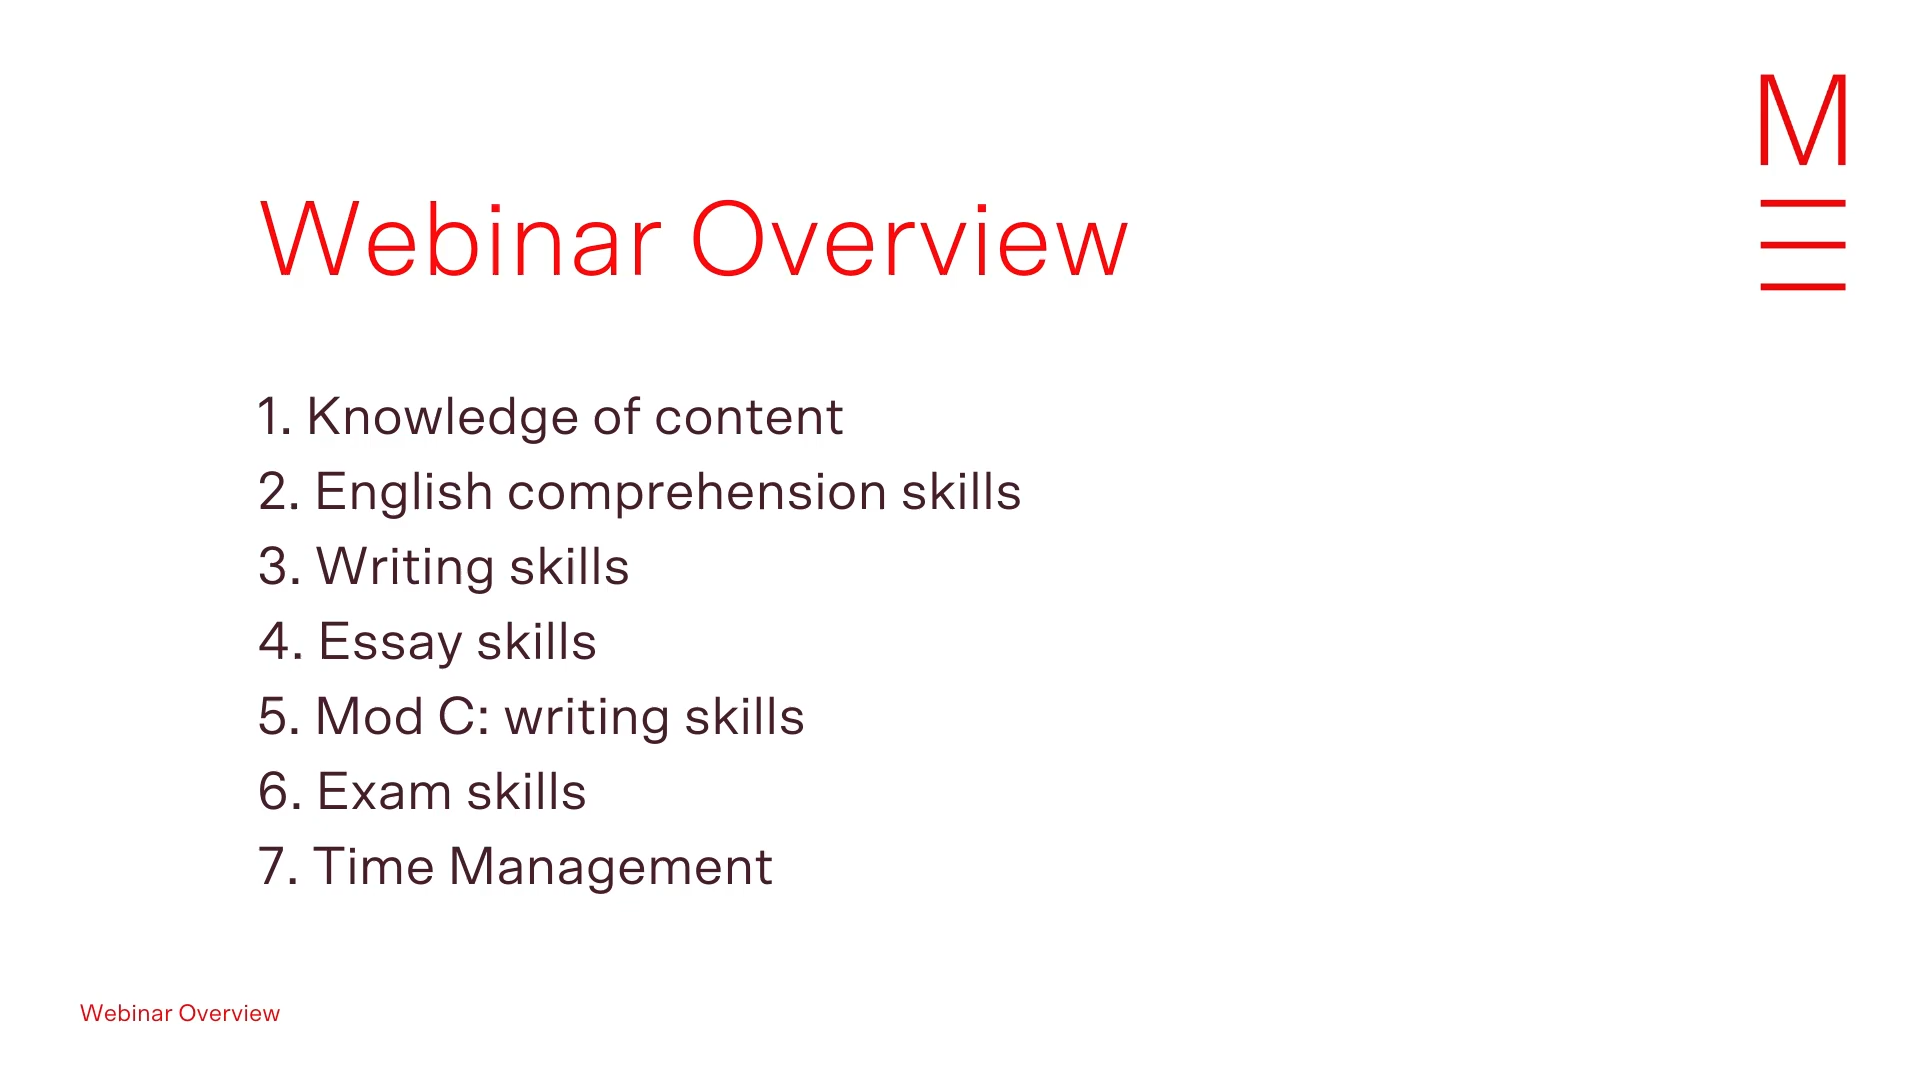 M
Webinar Overview
1. Knowledge of content
2. English comprehension skills
3. Writing skills
4. Essay skills
5. Mod C: writing skills
6. Exam skills
7. Time Management
Webinar Overview